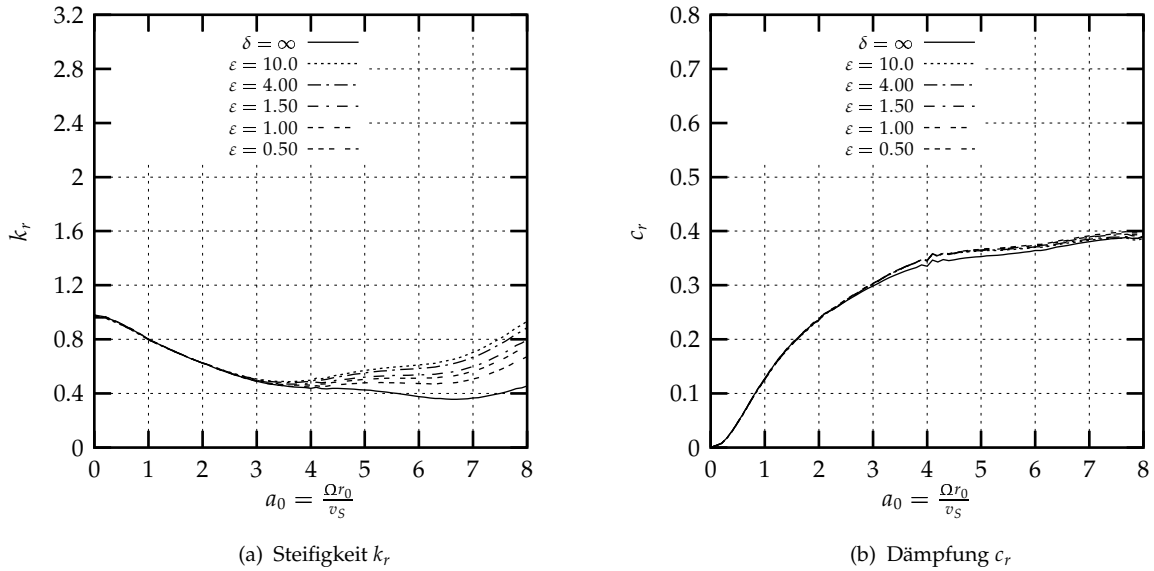 3.2
2.8
2.4
2
1.6
1.2
0.8
0.4
0
k_r
δ = ∞
ε = 10.0
ε = 4.00
ε = 1.50
ε = 1.00
ε = 0.50
0 1 2 3 4 5 6 7 8
a_0 = Ωr_0/v_S
(a) Steifigkeit k_r
0.8
0.7
0.6
0.5
0.4
0.3
0.2
0.1
0
c_r
δ = ∞
ε = 10.0
ε = 4.00
ε = 1.50
ε = 1.00
ε = 0.50
0 1 2 3 4 5 6 7 8
a_0 = Ωr_0/v_S
(b) Dämpfung c_r